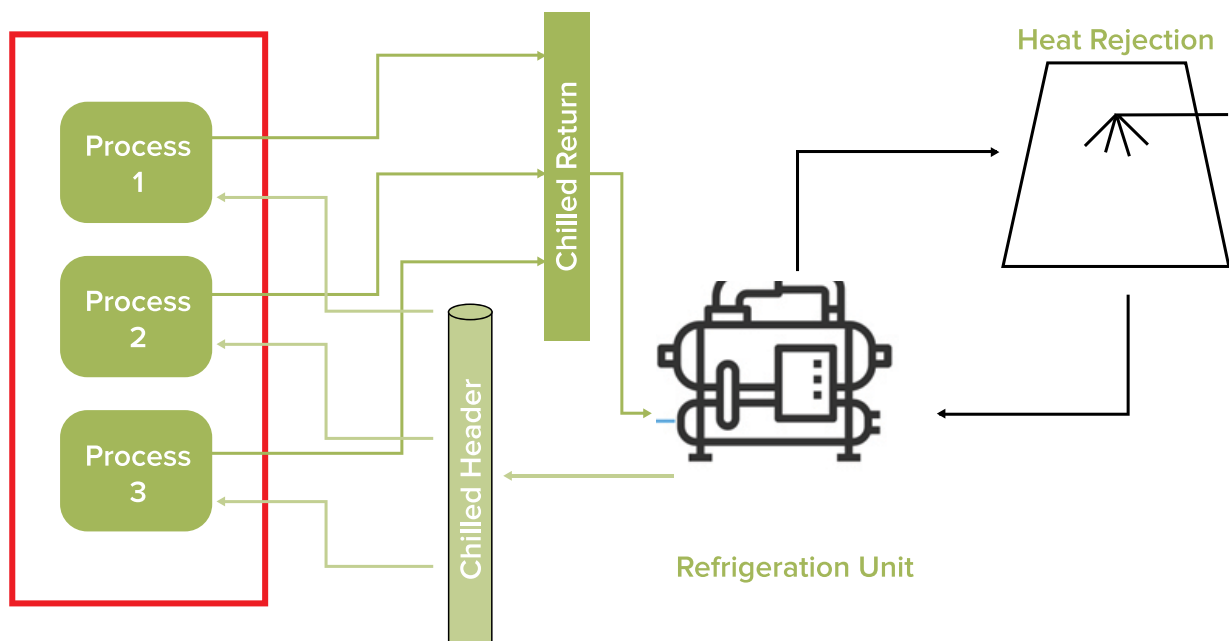 Process
1
Process
2
Process
3
Chilled Return
Chilled Header
Heat Rejection
Refrigeration Unit